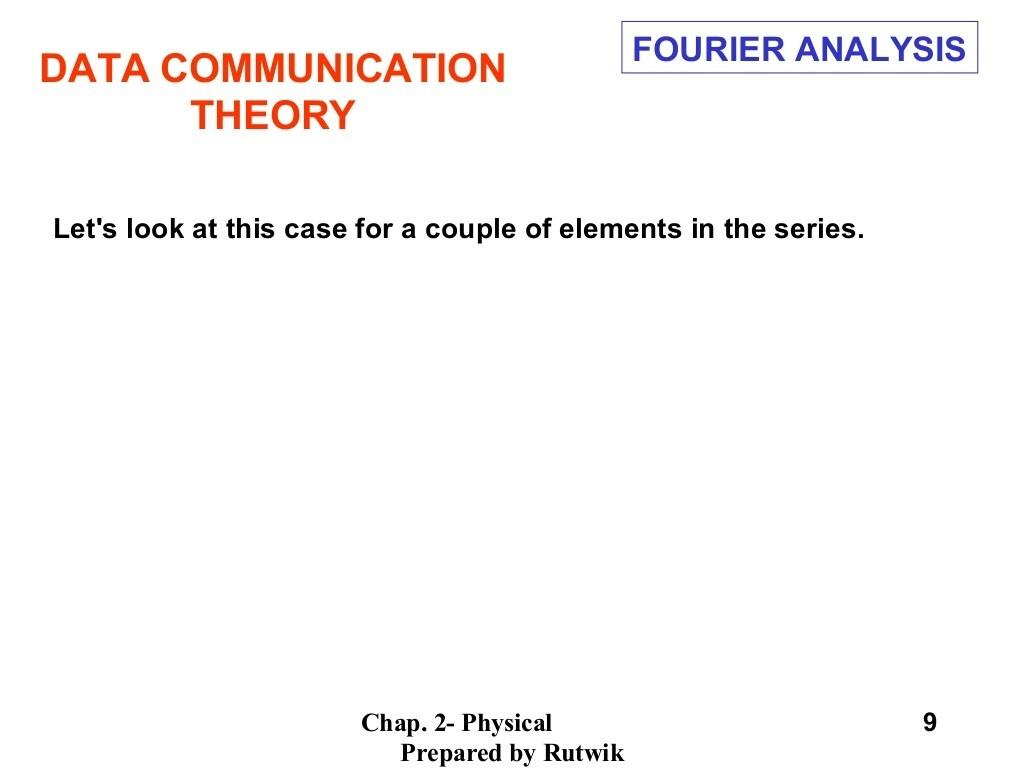 DATA COMMUNICATION
THEORY
FOURIER ANALYSIS
Let's look at this case for a couple of elements in the series.
Chap. 2- Physical
Prepared by Rutwik
9